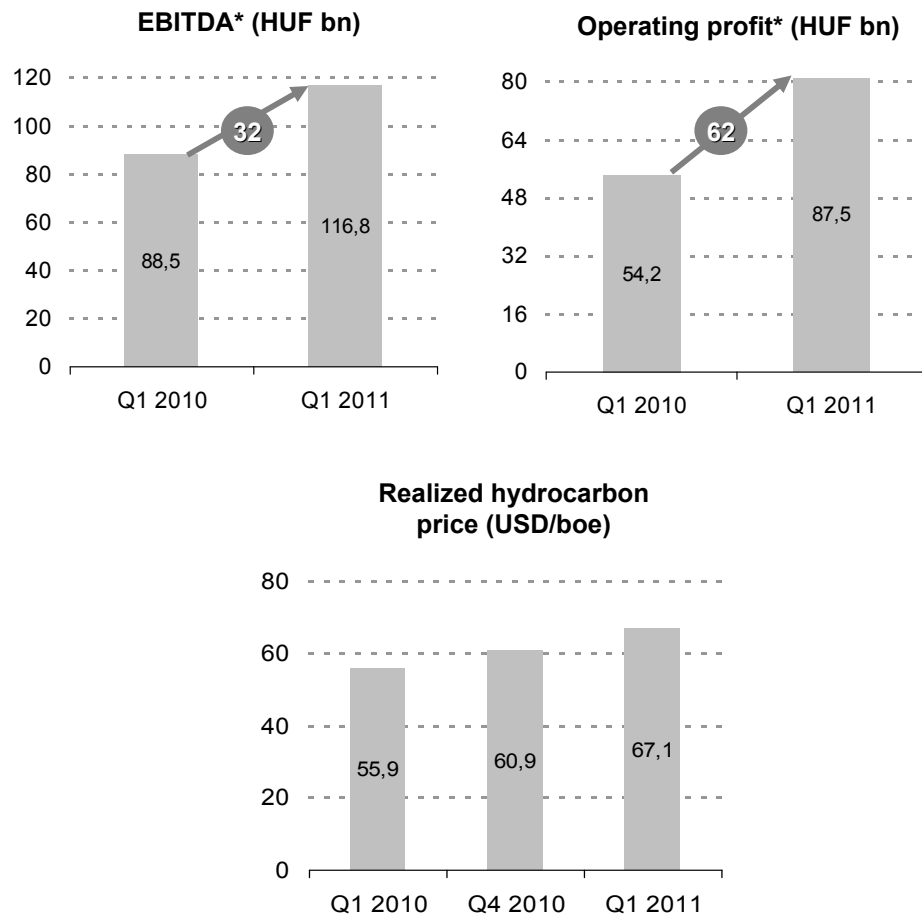 EBITDA* (HUF bn)
120
100
80
60
40
20
0
32
88,5
116,8
Q1 2010
Q1 2011
Operating profit* (HUF bn)
80
64
48
32
16
0
62
54,2
87,5
Q1 2010
Q1 2011
Realized hydrocarbon
price (USD/boe)
80
60
40
20
0
55,9
60,9
67,1
Q1 2010
Q4 2010
Q1 2011